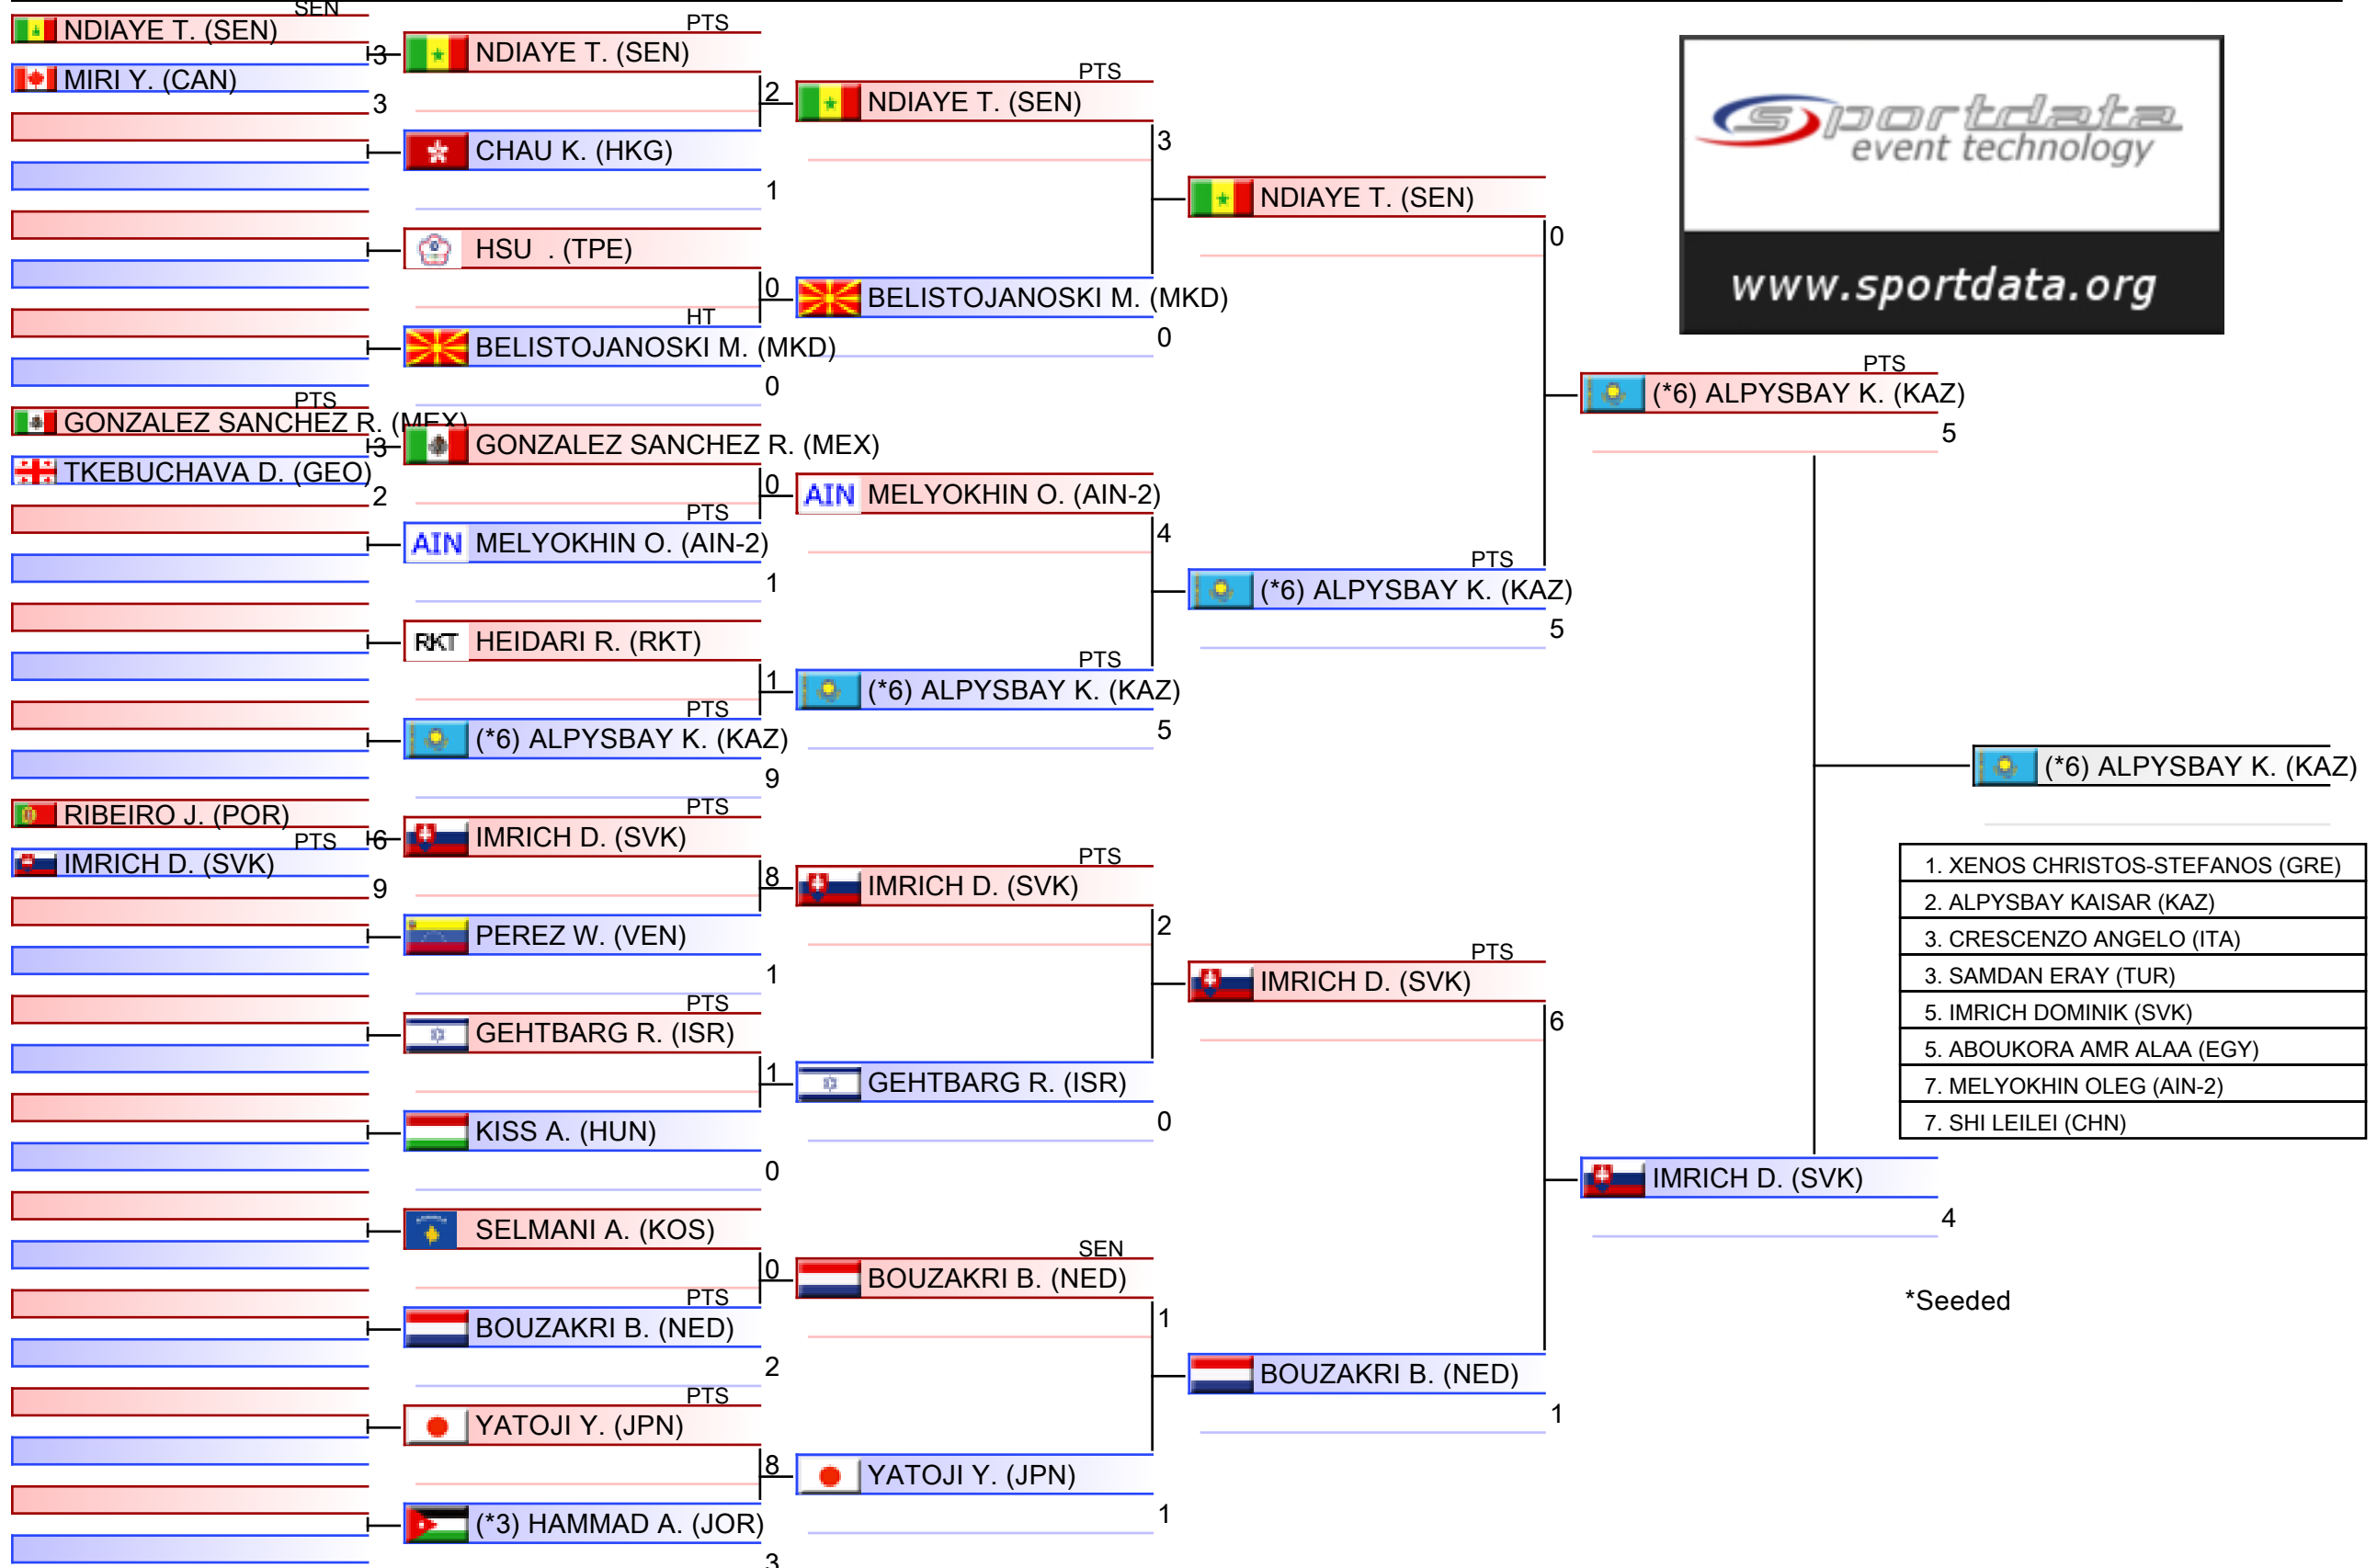 SEN
NDIAYE T. (SEN)
3
MIRI Y. (CAN)
3
PTS
GONZALEZ SANCHEZ R. (MEX)
3
TKEBUCHAVA D. (GEO)
2
RIBEIRO J. (POR)
6
PTS
IMRICH D. (SVK)
9
PTS
NDIAYE T. (SEN)
2
CHAU K. (HKG)
1
HSU . (TPE)
0
HT
BELISTOJANOSKI M. (MKD)
0
GONZALEZ SANCHEZ R. (MEX)
0
PTS
AIN MELYOKHIN O. (AIN-2)
1
RKT HEIDARI R. (RKT)
1
PTS
(*6) ALPYSBAY K. (KAZ)
9
PTS
IMRICH D. (SVK)
8
PEREZ W. (VEN)
1
PTS
GEHTBARG R. (ISR)
1
KISS A. (HUN)
0
SELMANI A. (KOS)
0
PTS
BOUZAKRI B. (NED)
2
PTS
YATOJI Y. (JPN)
8
(*3) HAMMAD A. (JOR)
3
PTS
NDIAYE T. (SEN)
3
BELISTOJANOSKI M. (MKD)
0
AIN MELYOKHIN O. (AIN-2)
4
PTS
(*6) ALPYSBAY K. (KAZ)
5
PTS
IMRICH D. (SVK)
2
GEHTBARG R. (ISR)
0
SEN
BOUZAKRI B. (NED)
1
YATOJI Y. (JPN)
1
NDIAYE T. (SEN)
0
PTS
(*6) ALPYSBAY K. (KAZ)
5
PTS
IMRICH D. (SVK)
6
BOUZAKRI B. (NED)
1
sportdata
event technology
www.sportdata.org
PTS
(*6) ALPYSBAY K. (KAZ)
5
IMRICH D. (SVK)
4
(*6) ALPYSBAY K. (KAZ)
1. XENOS CHRISTOS-STEFANOS (GRE)
2. ALPYSBAY KAISAR (KAZ)
3. CRESCENZO ANGELO (ITA)
3. SAMDAN ERAY (TUR)
5. IMRICH DOMINIK (SVK)
5. ABOUKORA AMR ALAA (EGY)
7. MELYOKHIN OLEG (AIN-2)
7. SHI LEILEI (CHN)
*Seeded